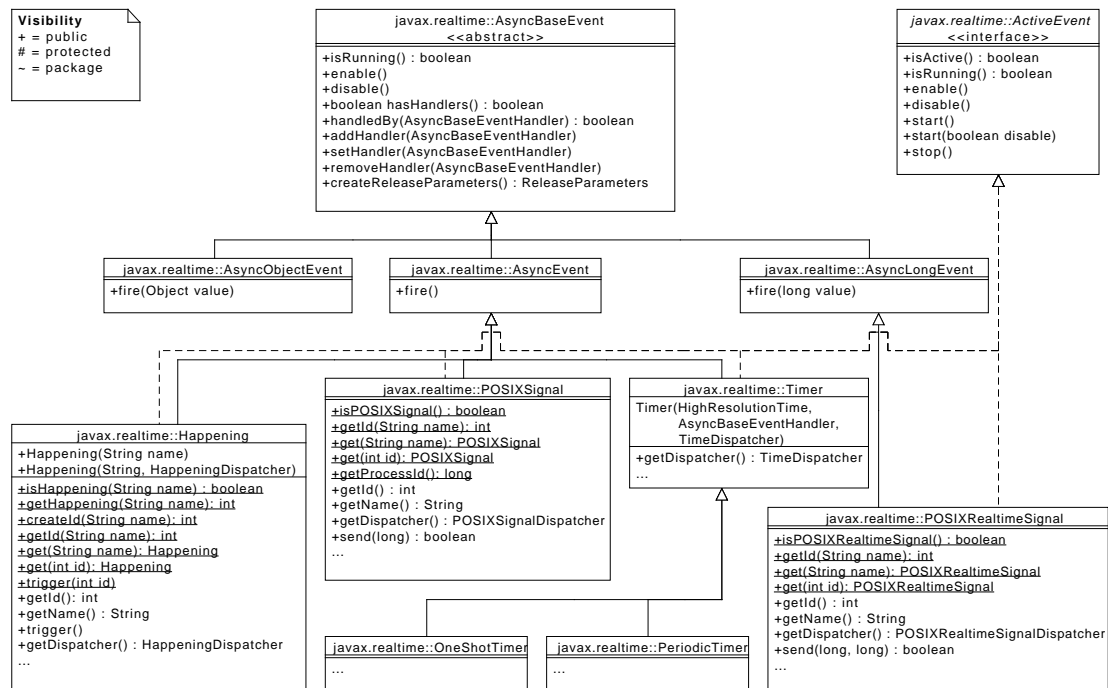 Visibility
+ = public
# = protected
~ = package
javax.realtime::AsyncBaseEvent
<<abstract>>
+isRunning() : boolean
+enable()
+disable()
+boolean hasHandlers() : boolean
+handledBy(AsyncBaseEventHandler) : boolean
+addHandler(AsyncBaseEventHandler)
+setHandler(AsyncBaseEventHandler)
+removeHandler(AsyncBaseEventHandler)
+createReleaseParameters() : ReleaseParameters
javax.realtime::ActiveEvent
<<interface>>
+isActive() : boolean
+isRunning() : boolean
+enable()
+disable()
+start()
+start(boolean disable)
+stop()
javax.realtime::AsyncObjectEvent
+fire(Object value)
javax.realtime::AsyncEvent
+fire()
javax.realtime::AsyncLongEvent
+fire(long value)
javax.realtime::Happening
+Happening(String name)
+Happening(String, HappeningDispatcher)
+isHappening(String name) : boolean
+getHappening(String name): int
+createId(String name): int
+getId(String name): int
+get(String name): Happening
+get(int id): Happening
+trigger(int id)
+getId(): int
+getName() : String
+trigger()
+getDispatcher() : HappeningDispatcher
...
javax.realtime::POSIXSignal
+isPOSIXSignal() : boolean
+getId(String name): int
+get(String name): POSIXSignal
+get(int id): POSIXSignal
+getProcessId(): long
+getId() : int
+getName() : String
+getDispatcher() : POSIXSignalDispatcher
+send(long) : boolean
...
javax.realtime::Timer
Timer(HighResolutionTime,
AsyncBaseEventHandler,
TimeDispatcher)
+getDispatcher() : TimeDispatcher
...
javax.realtime::POSIXRealtimeSignal
+isPOSIXRealtimeSignal() : boolean
+getId(String name): int
+get(String name): POSIXRealtimeSignal
+get(int id): POSIXRealtimeSignal
+getId() : int
+getName() : String
+getDispatcher() : POSIXRealtimeSignalDispatcher
+send(long, long) : boolean
...
javax.realtime::OneShotTimer
...
javax.realtime::PeriodicTimer
...